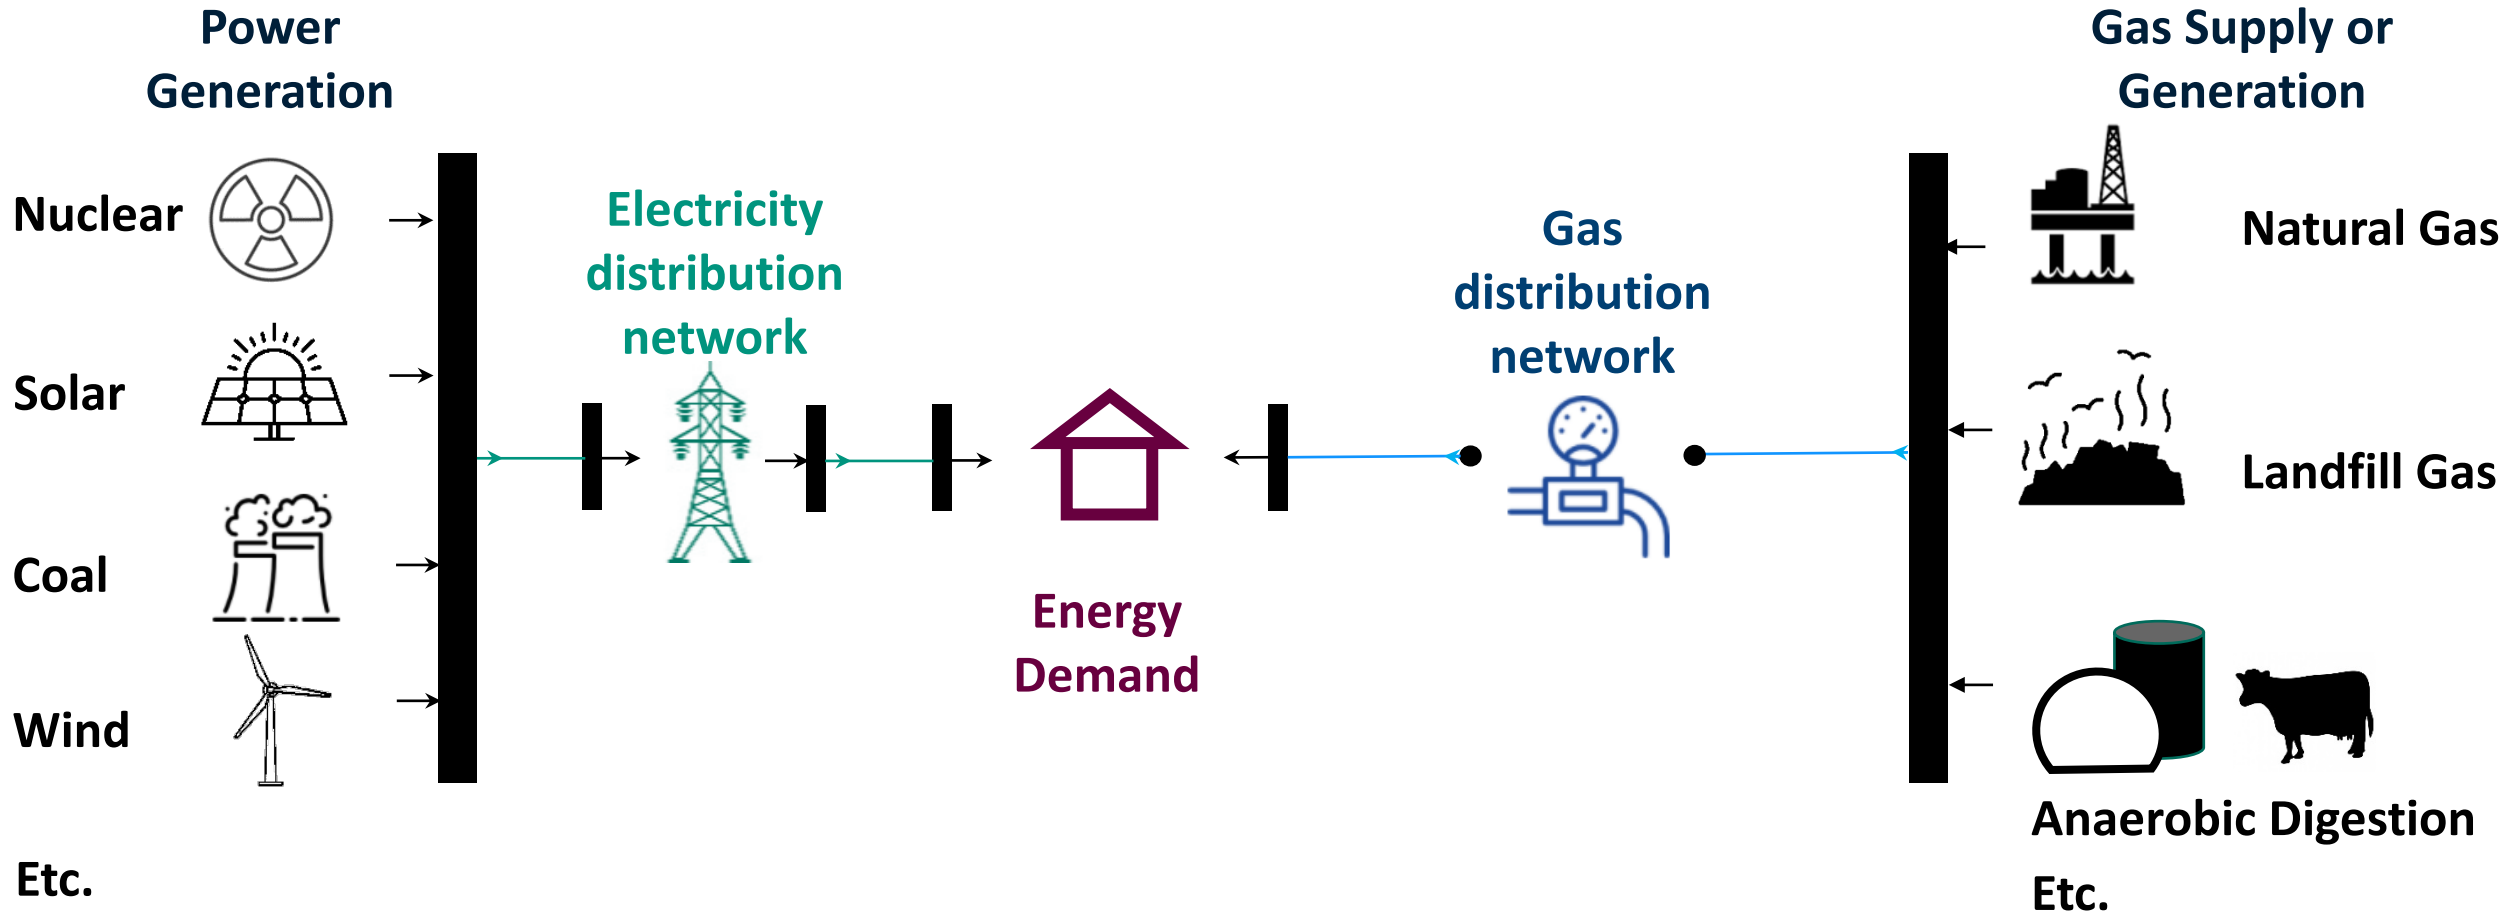 Power
Generation
Nuclear
Solar
Coal
Wind
Etc.
Electricity
distribution
network
Energy
Demand
Gas
distribution
network
Gas Supply or
Generation
Natural Gas
Landfill Gas
Anaerobic Digestion
Etc.